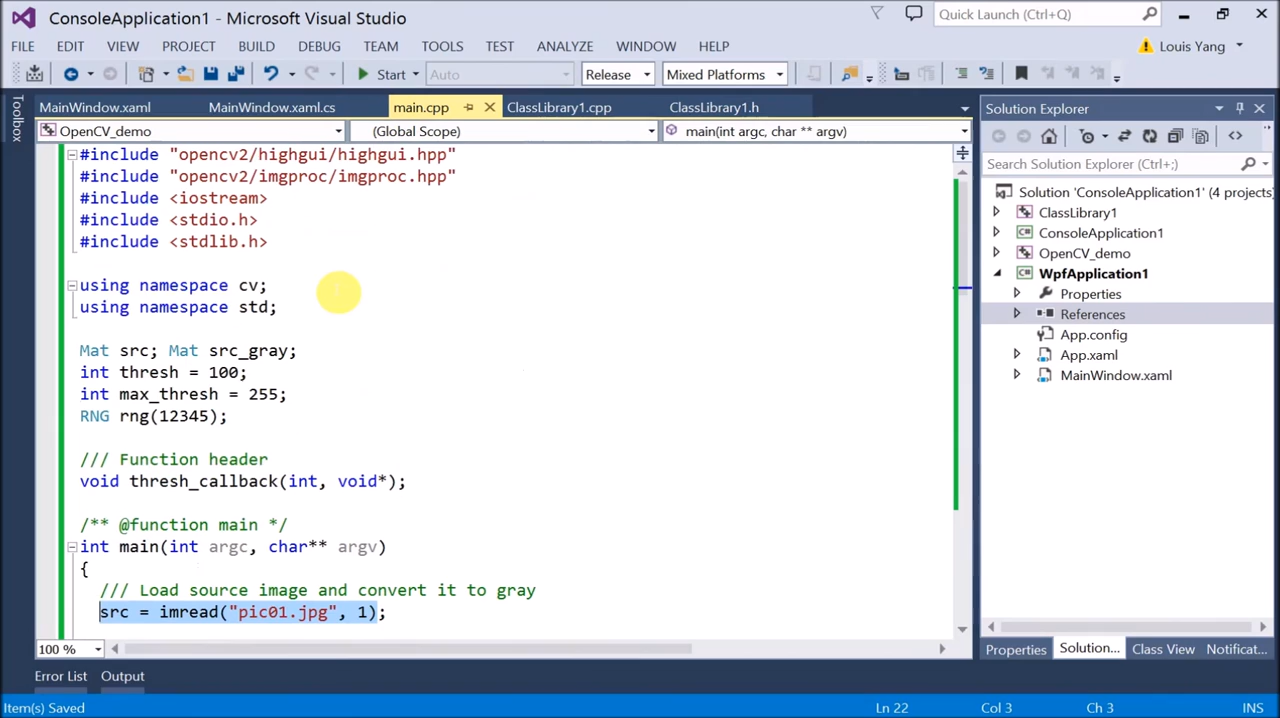 ConsoleApplication1 - Microsoft Visual Studio
Quick Launch (Ctrl+Q)
FILE EDIT VIEW PROJECT BUILD DEBUG TEAM TOOLS TEST ANALYZE WINDOW HELP
Louis Yang
Start Auto Release Mixed Platforms
Toolbox
MainWindow.xaml MainWindow.xaml.cs main.cpp ClassLibrary1.cpp ClassLibrary1.h
OpenCV_demo (Global Scope) main(int argc, char ** argv)
#include "opencv2/highgui/highgui.hpp"
#include "opencv2/imgproc/imgproc.hpp"
#include <iostream>
#include <stdio.h>
#include <stdlib.h>
using namespace cv;
using namespace std;
Mat src; Mat src_gray;
int thresh = 100;
int max_thresh = 255;
RNG rng(12345);
/// Function header
void thresh_callback(int, void*);
/** @function main */
int main(int argc, char** argv)
{
/// Load source image and convert it to gray
src = imread("pic01.jpg", 1);
100 %
Solution Explorer
Search Solution Explorer (Ctrl+;)
Solution 'ConsoleApplication1' (4 projects)
ClassLibrary1
ConsoleApplication1
OpenCV_demo
WpfApplication1
Properties
References
App.config
App.xaml
MainWindow.xaml
Properties Solution... Class View Notificat...
Error List Output
Item(s) Saved Ln 22 Col 3 Ch 3 INS